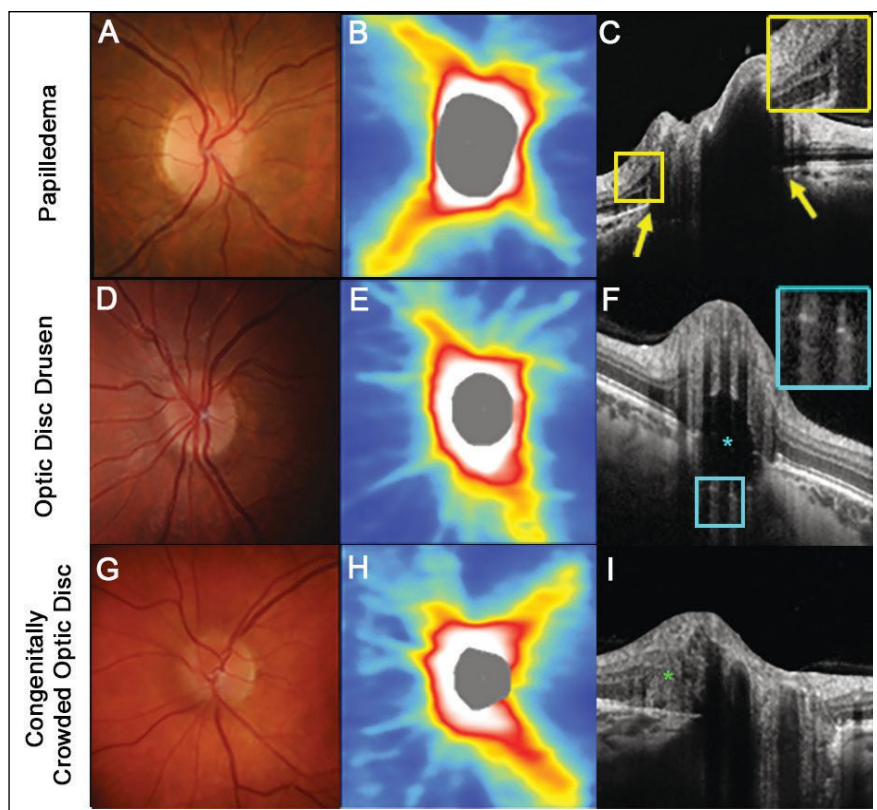 Papilledema
A
B
C
Optic Disc Drusen
D
E
F
*
Congenitally
Crowded Optic Disc
G
H
I
*